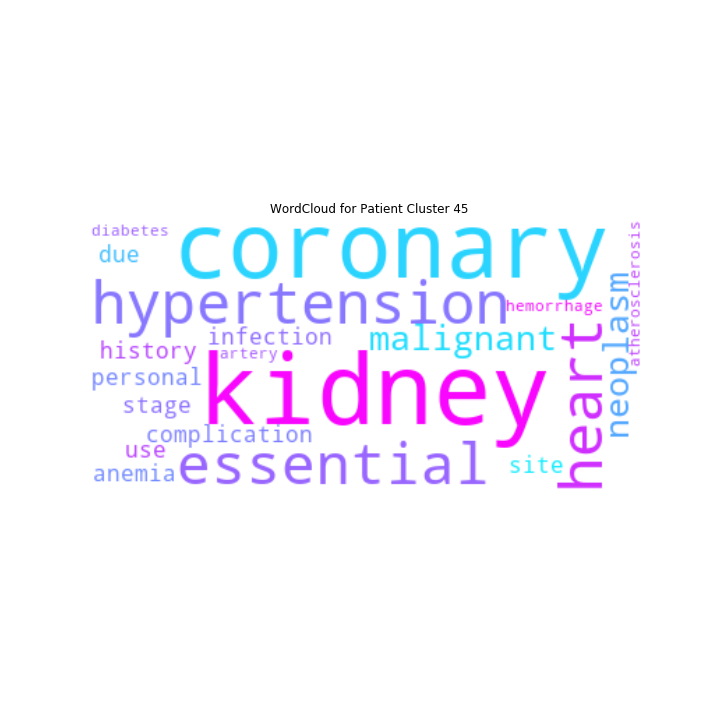 WordCloud for Patient Cluster 45
diabetes
coronary
due
hypertension
hemorrhage
atherosclerosis
infection
malignant
neoplasm
history
artery
heart
personal
kidney
stage
complication
use
essential
site
anemia